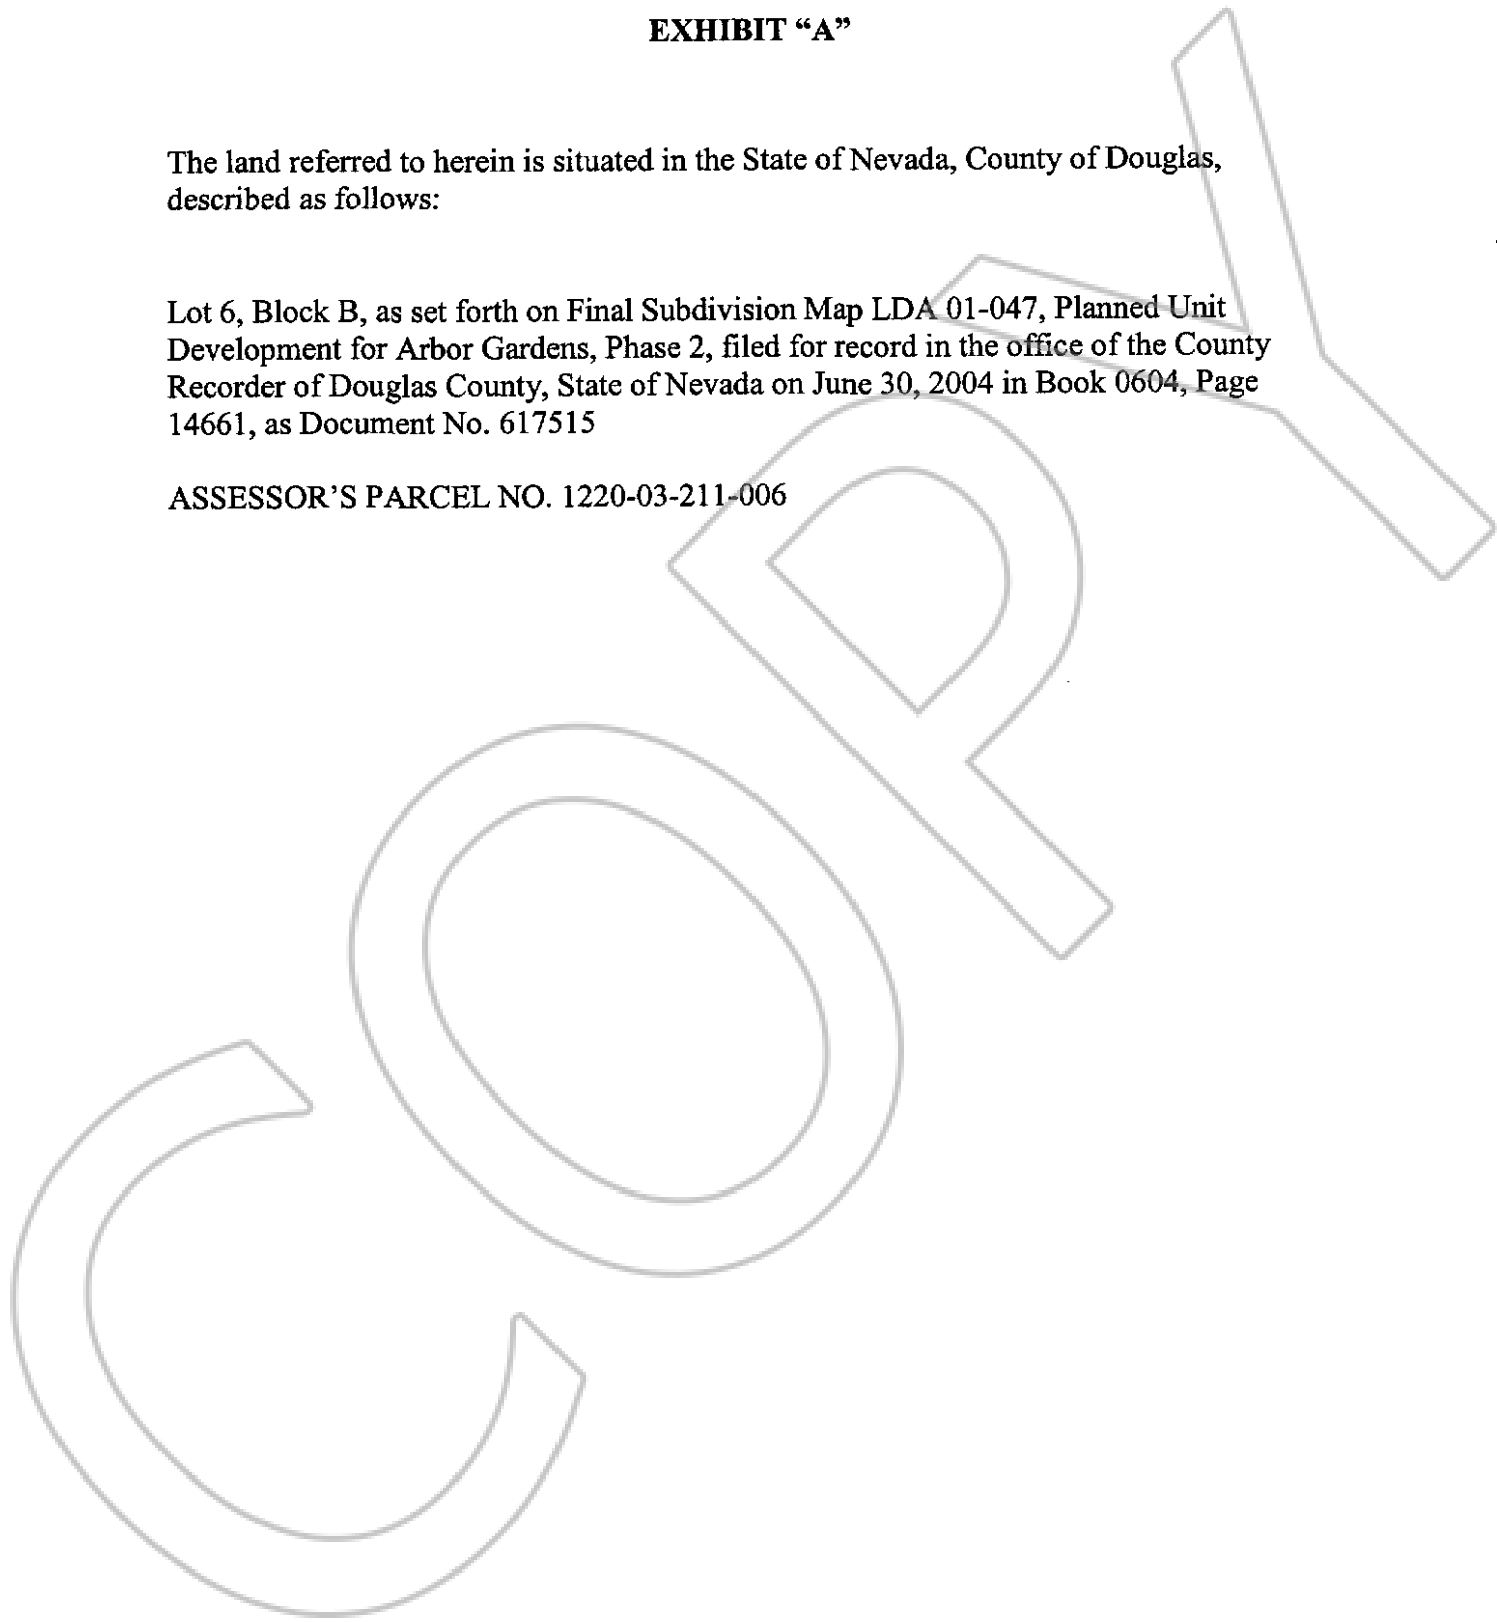 EXHIBIT “A”
The land referred to herein is situated in the State of Nevada, County of Douglas,
described as follows:
Lot 6, Block B, as set forth on Final Subdivision Map LDA 01-047, Planned Unit
Development for Arbor Gardens, Phase 2, filed for record in the office of the County
Recorder of Douglas County, State of Nevada on June 30, 2004 in Book 0604, Page
14661, as Document No. 617515
ASSESSOR’S PARCEL NO. 1220-03-211-006
COPY